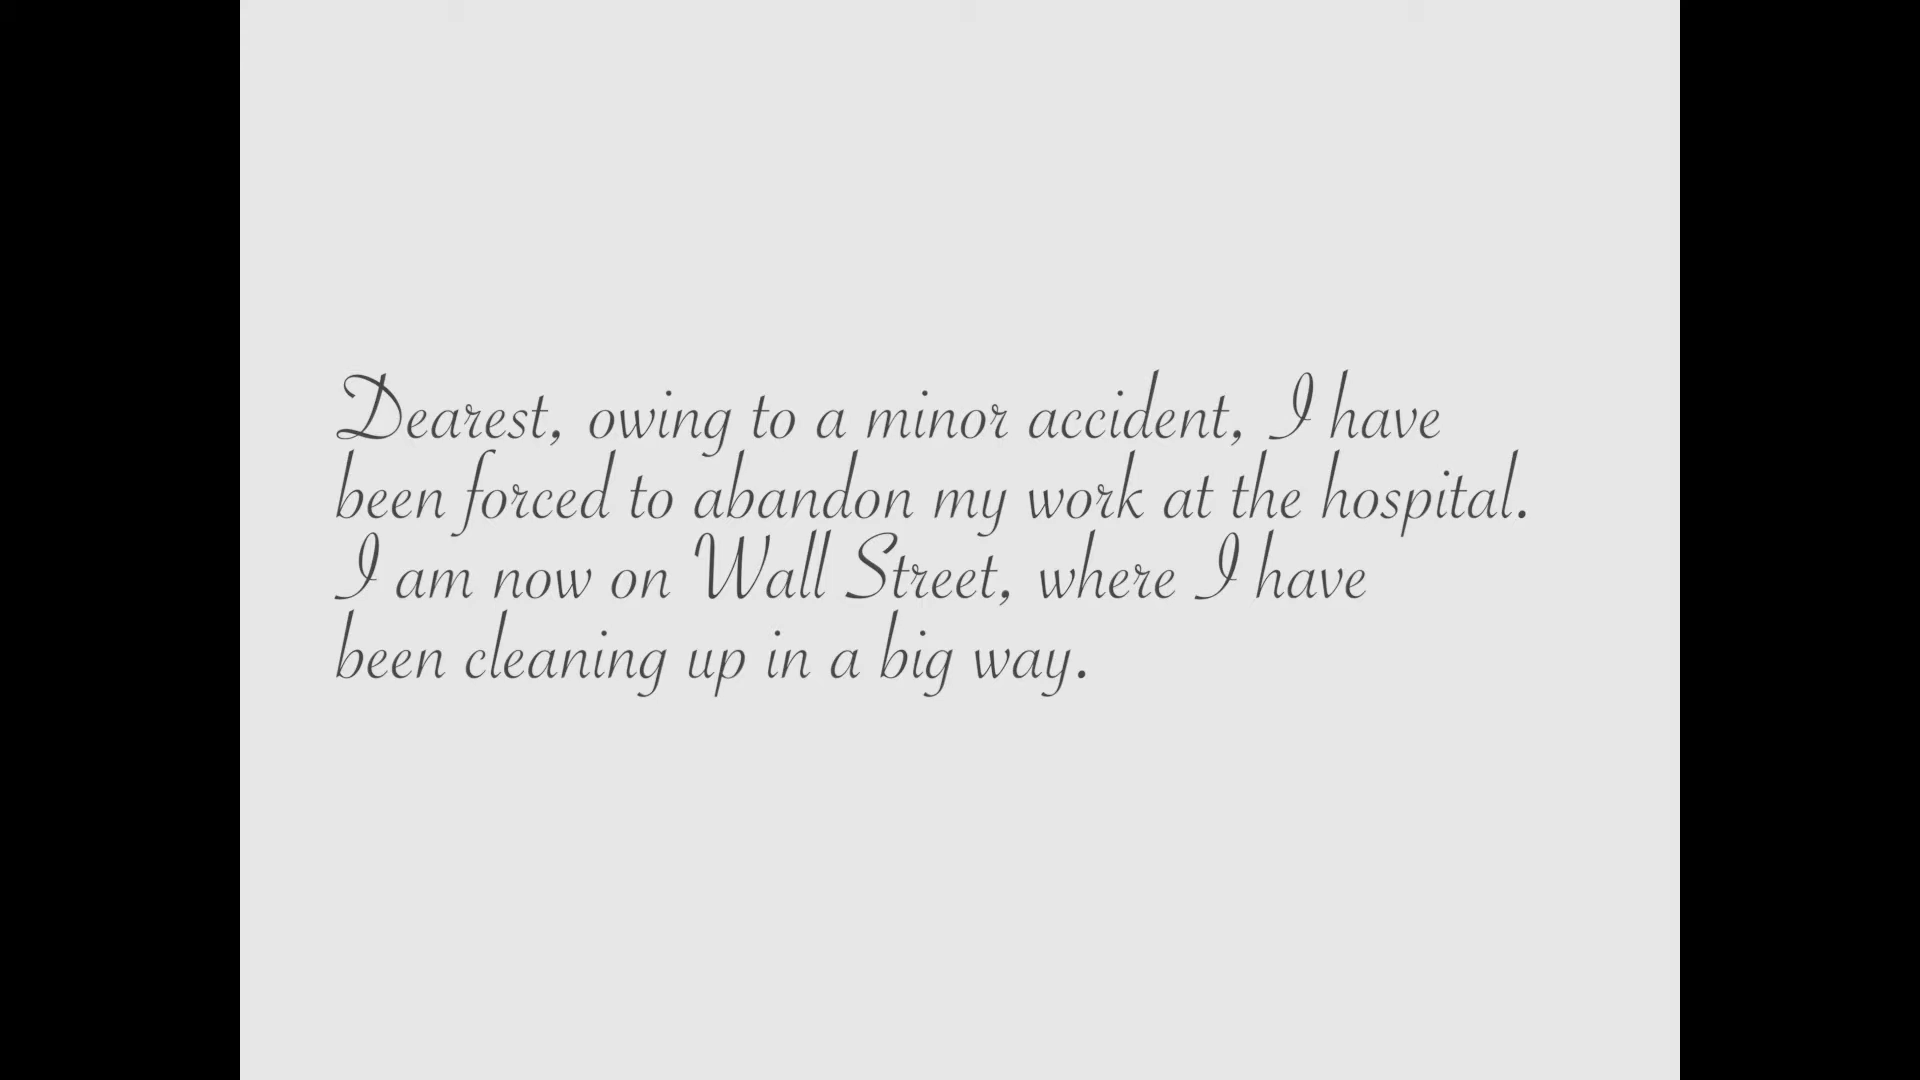 Dearest, owing to a minor accident, I have
been forced to abandon my work at the hospital.
I am now on Wall Street, where I have
been cleaning up in a big way.